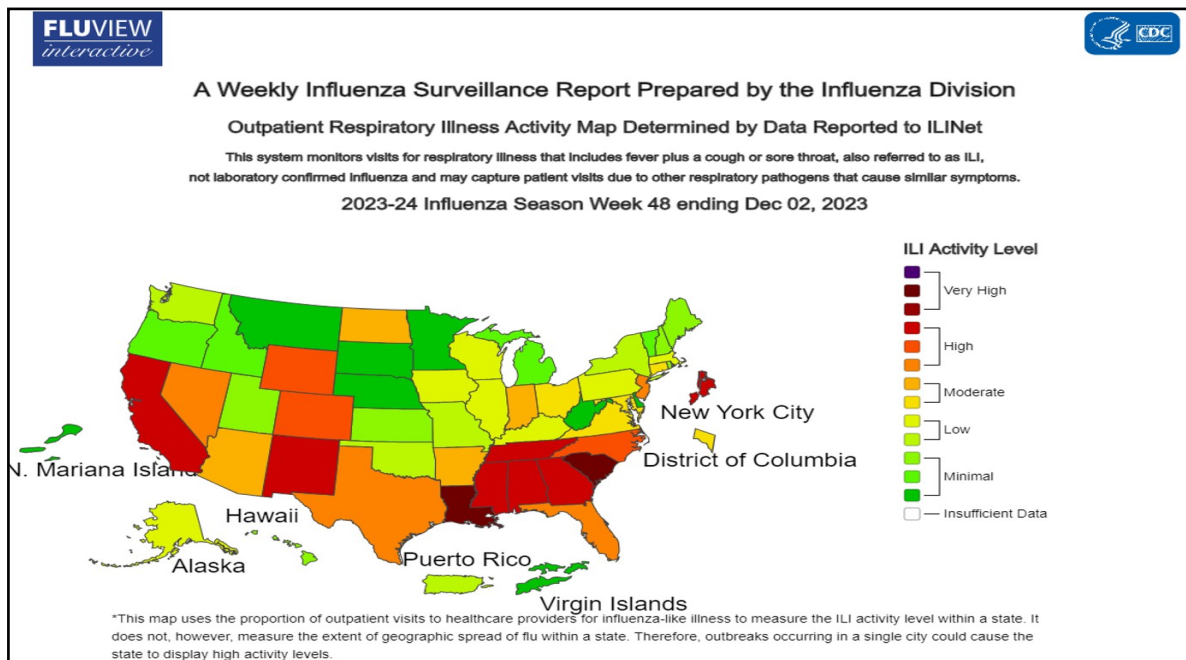 FLUVIEW
interactive
CDC
A Weekly Influenza Surveillance Report Prepared by the Influenza Division
Outpatient Respiratory Illness Activity Map Determined by Data Reported to ILINet
This system monitors visits for respiratory illness that includes fever plus a cough or sore throat, also referred to as ILI,
not laboratory confirmed influenza and may capture patient visits due to other respiratory pathogens that cause similar symptoms.
2023-24 Influenza Season Week 48 ending Dec 02, 2023
ILI Activity Level
Very High
High
Moderate
Low
Minimal
Insufficient Data
New York City
District of Columbia
N. Mariana Island
Hawaii
Alaska
Puerto Rico
Virgin Islands
*This map uses the proportion of outpatient visits to healthcare providers for influenza-like illness to measure the ILI activity level within a state. It
does not, however, measure the extent of geographic spread of flu within a state. Therefore, outbreaks occurring in a single city could cause the
state to display high activity levels.